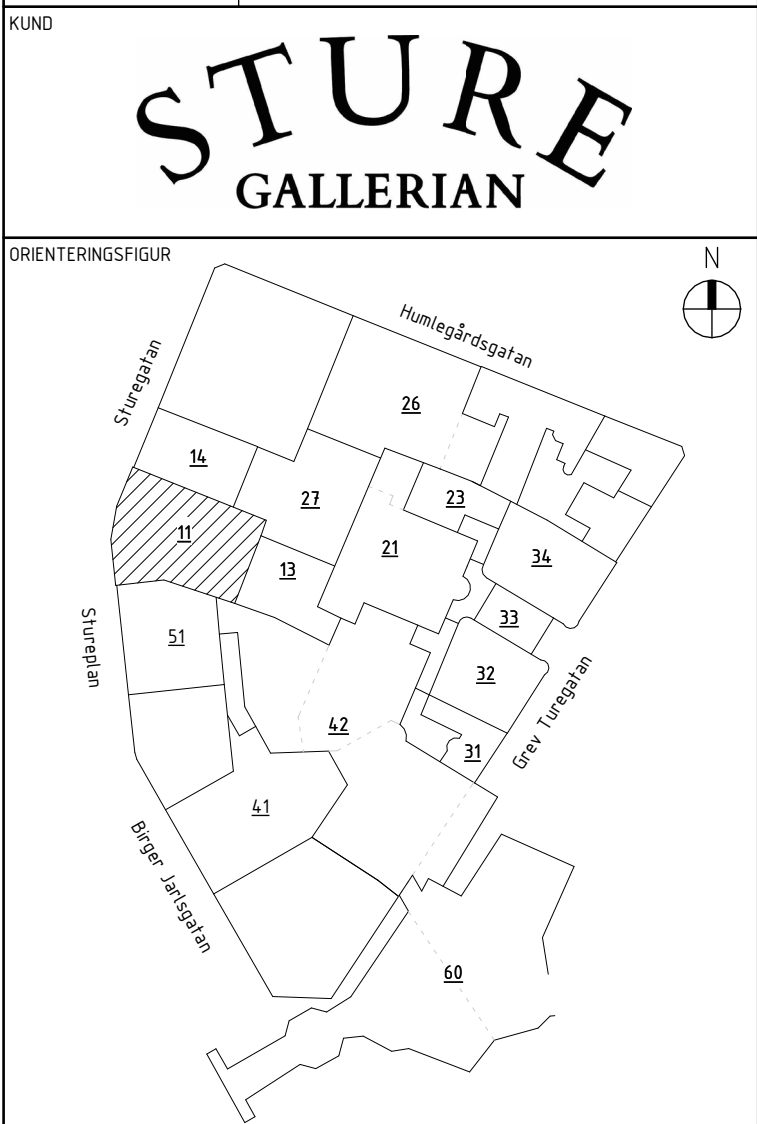 KUND
STURE
GALLERIAN
ORIENTERINGSFIGUR
N
Humlegårdsgatan
Sturegatan
26
14
27
23
11
21
34
13
33
51
Stureplan
32
42
Grev Turegatan
31
41
Birger Jarlsgatan
60